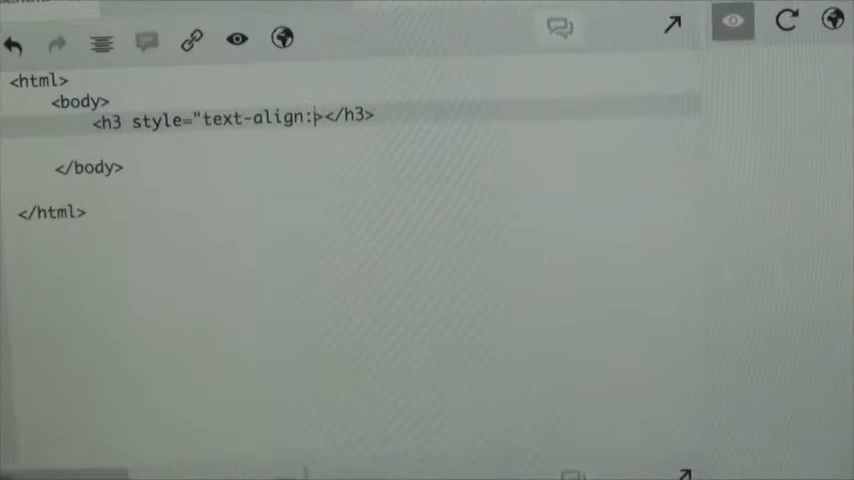 <html>
<body>
<h3 style="text-align:></h3>
</body>
</html>